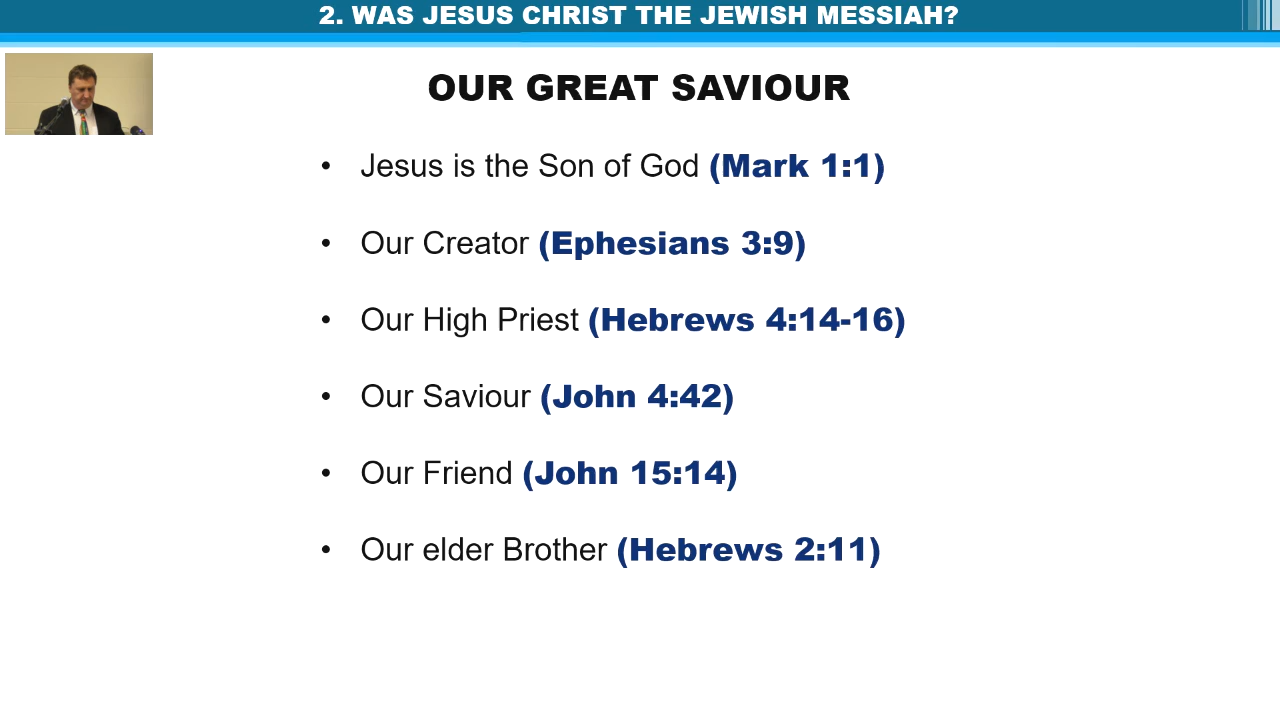 2. WAS JESUS CHRIST THE JEWISH MESSIAH?
OUR GREAT SAVIOUR
• Jesus is the Son of God (Mark 1:1)
• Our Creator (Ephesians 3:9)
• Our High Priest (Hebrews 4:14-16)
• Our Saviour (John 4:42)
• Our Friend (John 15:14)
• Our elder Brother (Hebrews 2:11)